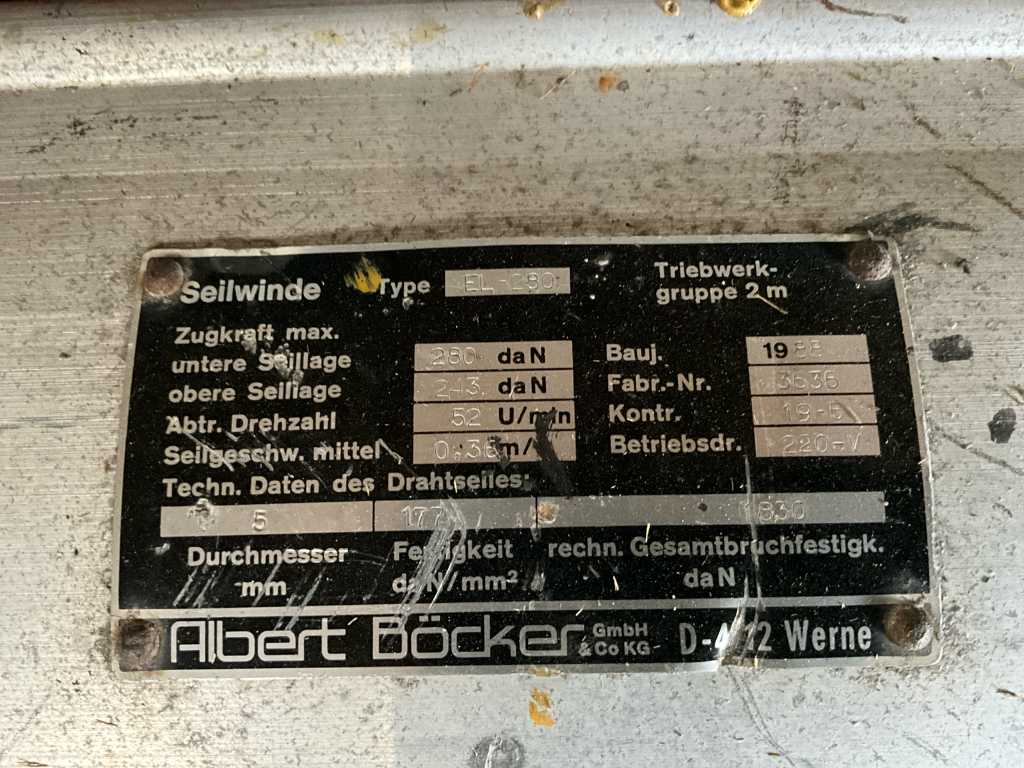 Seilwinde Type EL-280 Triebwerk-
gruppe 2 m
Zugkraft max.
untere Seillage 280 daN Bauj. 19
obere Seillage 243 daN Fabr.-Nr. 3636
Abtr. Drehzahl 52 U/min Kontr.
Seilgeschw. mittel 0.36 m/ Betriebsdr. 220-V
Techn. Daten des Drahtseiles:
5 177
Durchmesser Festigkeit rechn. Gesamtbruchfestigk.
mm daN/mm² daN
Albert Böcker GmbH & Co KG Werne